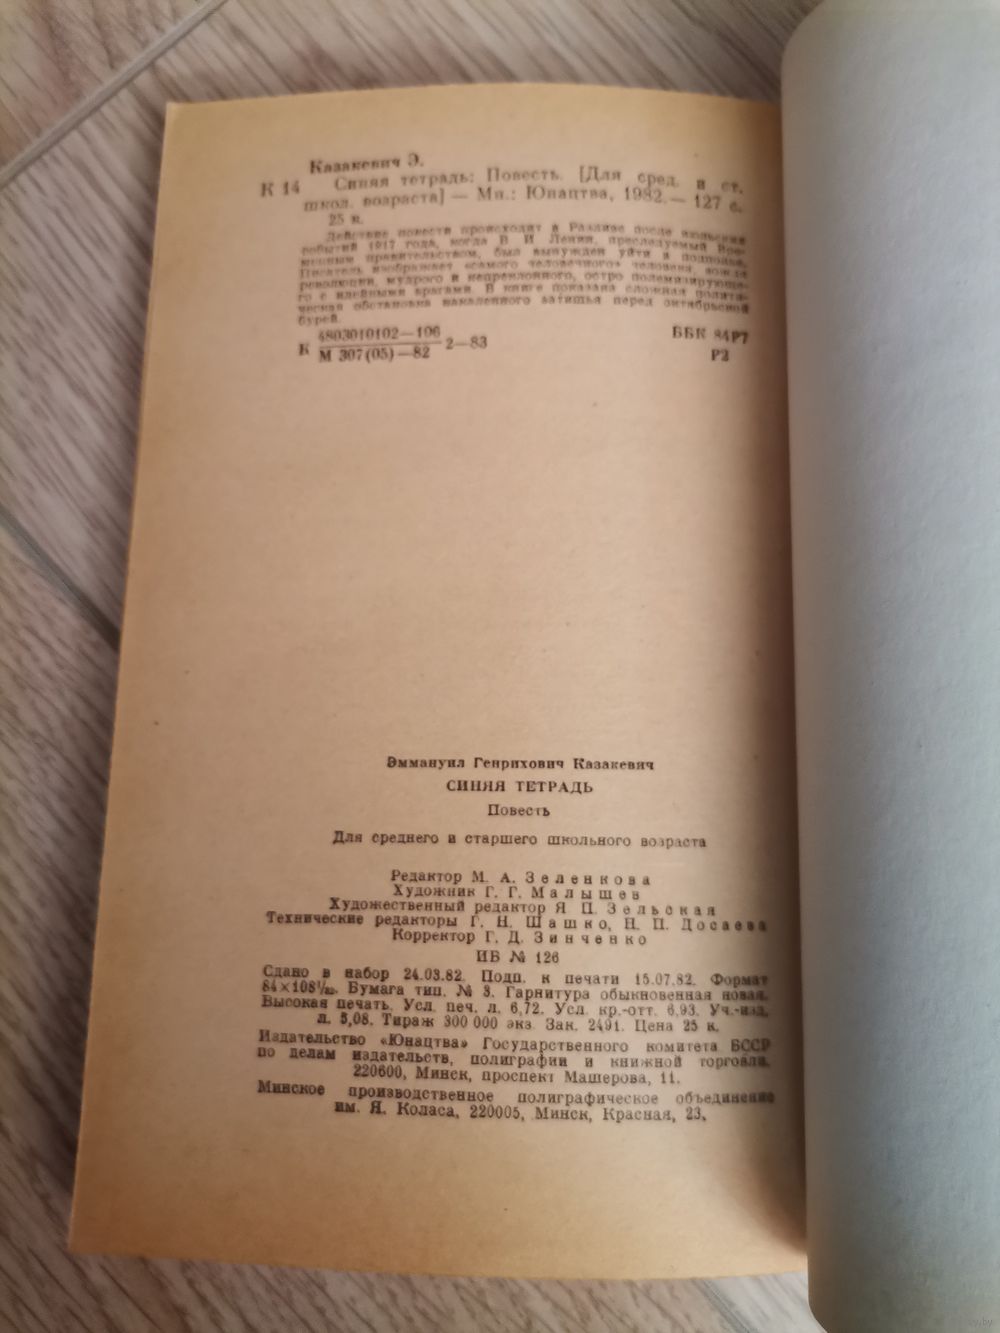 Казакевич Э.
К 14 Синяя тетрадь: Повесть. [Для сред. и ст.
школ. возраста] — Мн.: Юнацтва, 1982.— 127 с.
25 к.
Действие повести происходит в Разливе после июльских
событий 1917 года, когда В. И. Ленин, преследуемый Вре-
менным правительством, был вынужден уйти в подполье.
Писатель изображает «самого человечного» человека, вождя
революции, мудрого и непреклонного, остро полемизирующе-
го с идейными врагами. В книге показана сложная полити-
ческая обстановка накаленного затишья перед октябрьской
бурей.
4803010102—106
К М 307(05)—82 2—83
ББК 84Р7
Р2
Эммануил Генрихович Казакевич
СИНЯЯ ТЕТРАДЬ
Повесть
Для среднего и старшего школьного возраста
Редактор М. А. Зеленкова
Художник Г. Г. Малышев
Художественный редактор Я. П. Зельская
Технические редакторы Г. Н. Шашко, Н. П. Досаева
Корректор Г. Д. Зинченко
ИБ № 126
Сдано в набор 24.03.82. Подп. к печати 15.07.82. Формат
84×108¹/₃₂. Бумага тип. № 3. Гарнитура обыкновенная новая.
Высокая печать. Усл. печ. л. 6,72. Усл. кр.-отт. 6,93. Уч.-изд.
л. 5,08. Тираж 300 000 экз. Зак. 2491. Цена 25 к.
Издательство «Юнацтва» Государственного комитета БССР
по делам издательств, полиграфии и книжной торговли.
220600, Минск, проспект Машерова, 11.
Минское производственное полиграфическое объединение
им. Я. Коласа, 220005, Минск, Красная, 23.